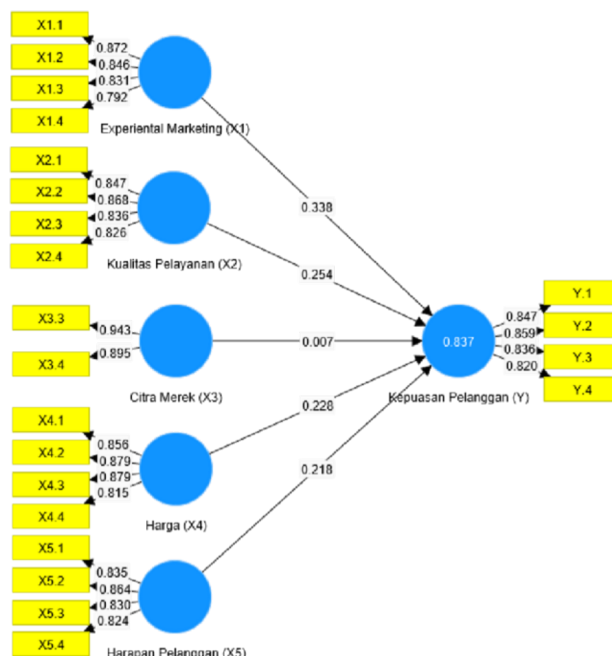 X1.1
0.872
X1.2
0.846
X1.3
0.831
0.792
X1.4
Experiental Marketing (X1)
X2.1
0.847
X2.2
0.868
X2.3
0.836
0.826
X2.4
Kualitas Pelayanan (X2)
X3.3
0.943
0.895
X3.4
Citra Merek (X3)
X4.1
0.856
X4.2
0.879
X4.3
0.879
0.815
X4.4
Harga (X4)
X5.1
0.835
X5.2
0.864
X5.3
0.830
0.824
X5.4
Harapan Pelanggan (X5)
0.338
0.254
0.007
0.228
0.218
0.837
Kepuasan Pelanggan (Y)
Y.1
0.847
Y.2
0.859
0.836
Y.3
0.820
Y.4